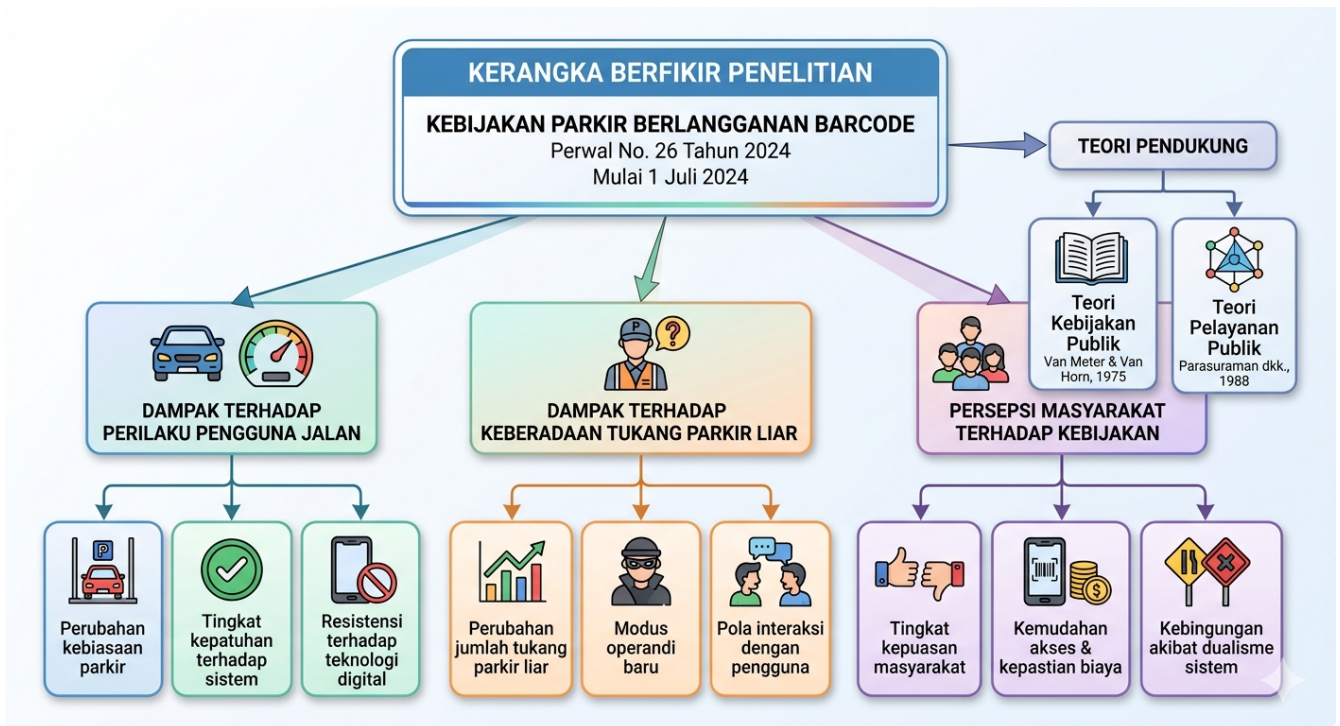 KERANGKA BERFIKIR PENELITIAN
KEBIJAKAN PARKIR BERLANGGANAN BARCODE
Perwal No. 26 Tahun 2024
Mulai 1 Juli 2024
TEORI PENDUKUNG
Teori
Kebijakan
Publik
Van Meter & Van
Horn, 1975
Teori
Pelayanan
Publik
Parasuraman dkk.,
1988
DAMPAK TERHADAP
PERILAKU PENGGUNA JALAN
P
?
DAMPAK TERHADAP
KEBERADAAN TUKANG PARKIR LIAR
PERSEPSI MASYARAKAT
TERHADAP KEBIJAKAN
P
Perubahan
kebiasaan
parkir
Tingkat
kepatuhan
terhadap
sistem
Resistensi
terhadap
teknologi
digital
Perubahan
jumlah tukang
parkir liar
Modus
operandi
baru
Pola interaksi
dengan
pengguna
Tingkat
kepuasan
masyarakat
$
Kemudahan
akses &
kepastian biaya
Kebingungan
akibat dualisme
sistem